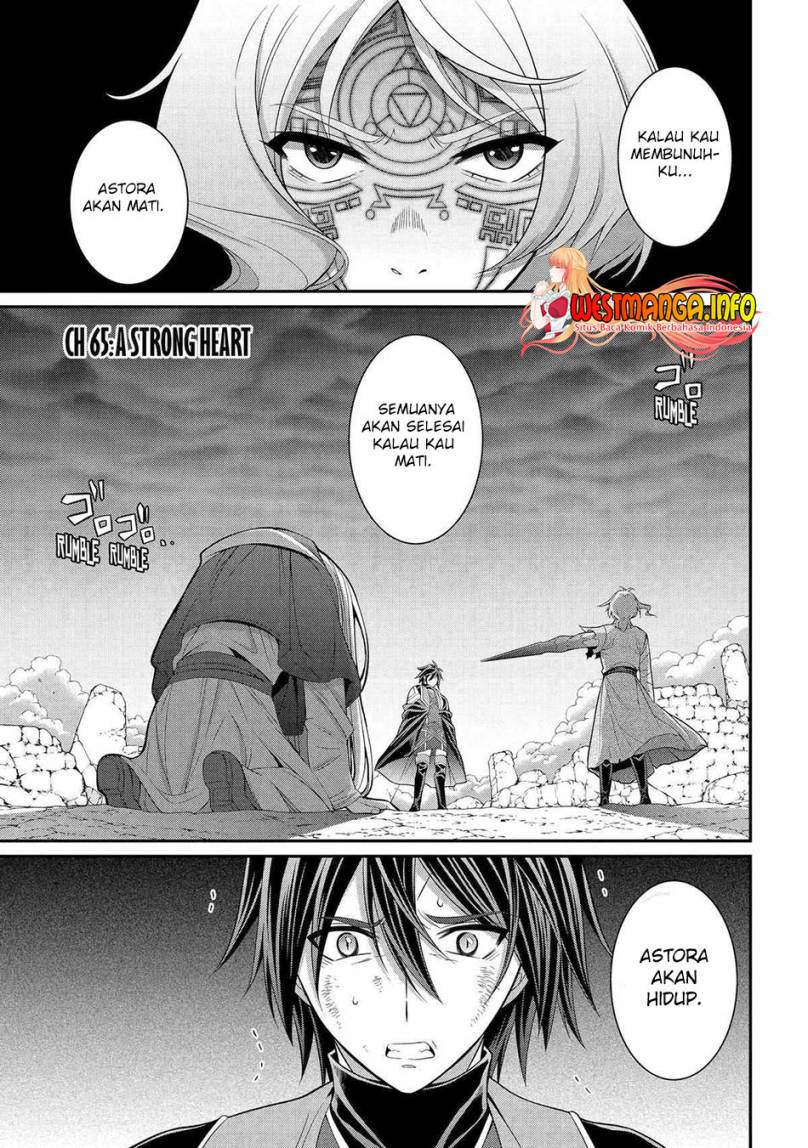 KALAU KAU
MEMBUNUH-
KU...
ASTORA
AKAN MATI.
WESTMANGA.INFO
Situs Baca Komik Berbahasa Indonesia
CH 65: A STRONG HEART
ゴロ
RUMBLE
SEMUANYA
AKAN SELESAI
KALAU KAU
MATI.
ゴロゴロ..
RUMBLE RUMBLE
ASTORA
AKAN
HIDUP.